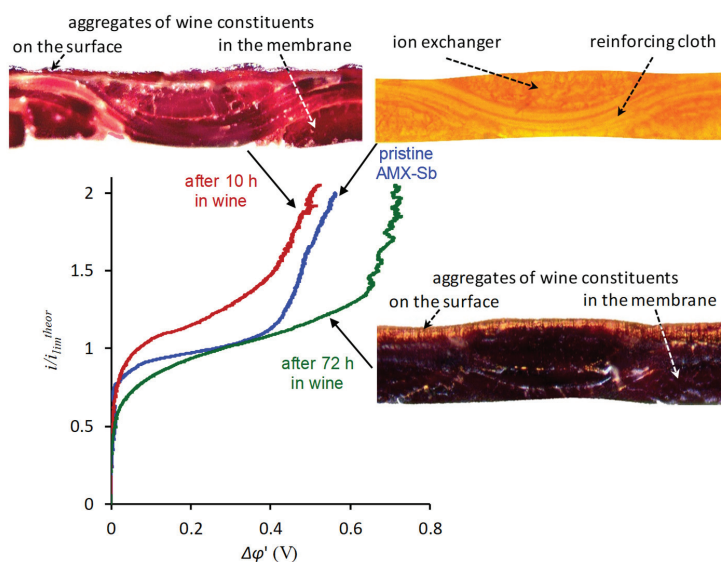 aggregates of wine constituents
on the surface
in the membrane
ion exchanger
reinforcing cloth
pristine
AMX-Sb
after 10 h
in wine
2
1.5
1
0.5
0
i/i lim theor
aggregates of wine constituents
on the surface
in the membrane
after 72 h
in wine
0
0.2
0.4
0.6
0.8
Δφ' (V)